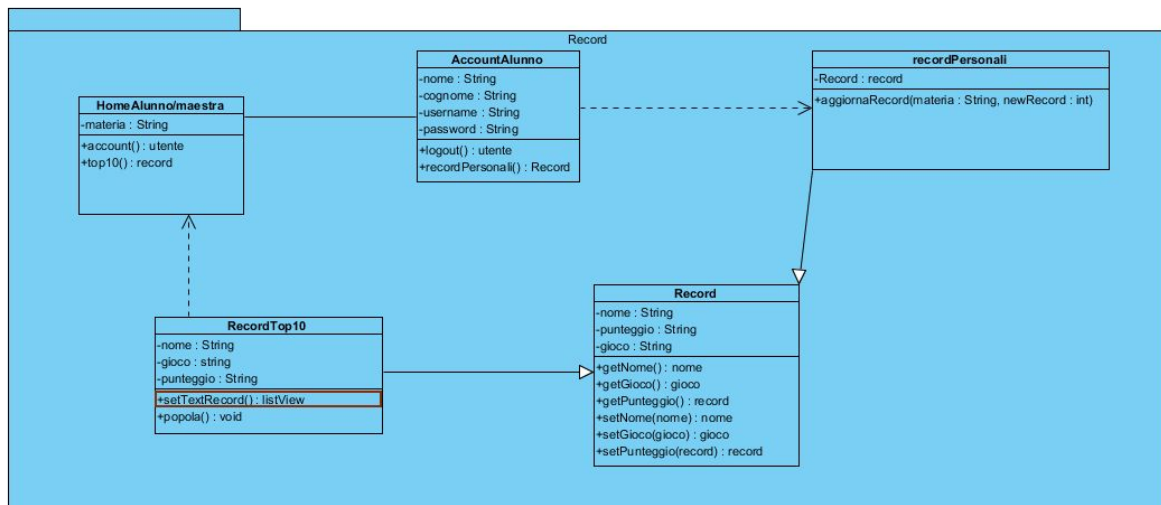 Record
HomeAlunno/maestra
-materia : String
+account() : utente
+top10() : record
AccountAlunno
-nome : String
-cognome : String
-username : String
-password : String
+logout() : utente
+recordPersonali() : Record
recordPersonali
-Record : record
+aggiornaRecord(materia : String, newRecord : int)
RecordTop10
-nome : String
-gioco : string
-punteggio : String
+setTextRecord() : listView
+popola() : void
Record
-nome : String
-punteggio : String
-gioco : String
+getNome() : nome
+getGioco() : gioco
+getPunteggio() : record
+setNome(nome) : nome
+setGioco(gioco) : gioco
+setPunteggio(record) : record